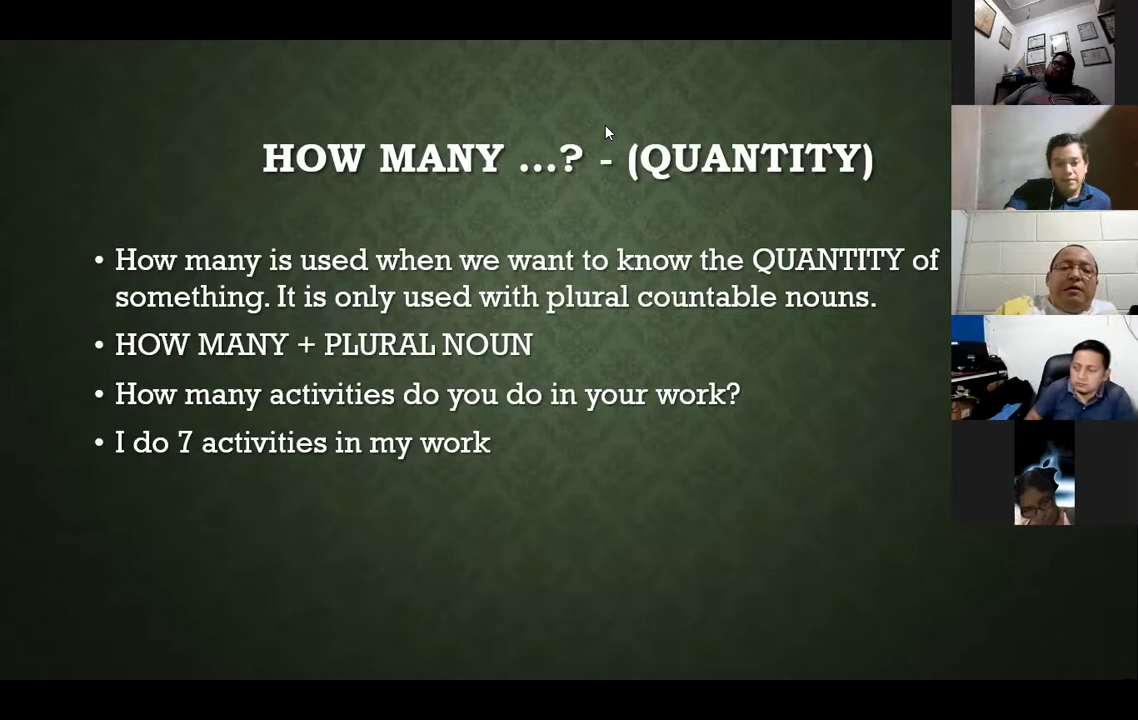 HOW MANY ...? - (QUANTITY)
• How many is used when we want to know the QUANTITY of
something. It is only used with plural countable nouns.
• HOW MANY + PLURAL NOUN
• How many activities do you do in your work?
• I do 7 activities in my work